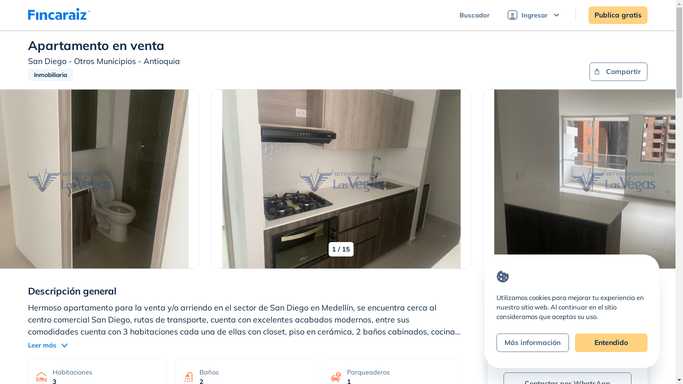 Fincaraiz
Buscador
Ingresar
Publica gratis
Apartamento en venta
San Diego - Otros Municipios - Antioquia
Inmobiliaria
Compartir
Las Vegas
Las Vegas
Las Vegas
1 / 15
Descripción general
Hermoso apartamento para la venta y/o arriendo en el sector de San Diego en Medellín, se encuentra cerca al
centro comercial San Diego, rutas de transporte, cuenta con excelentes acabados modernos, entre sus
comodidades cuenta con 3 habitaciones cada una de ellas con closet, piso en cerámica, 2 baños cabinados, cocina...
Leer más
Habitaciones
3
Baños
2
Parqueaderos
1
Utilizamos cookies para mejorar tu experiencia en
nuestro sitio web. Al continuar en el sitio
consideramos que aceptas su uso.
Más información
Entendido
Contactar por WhatsApp